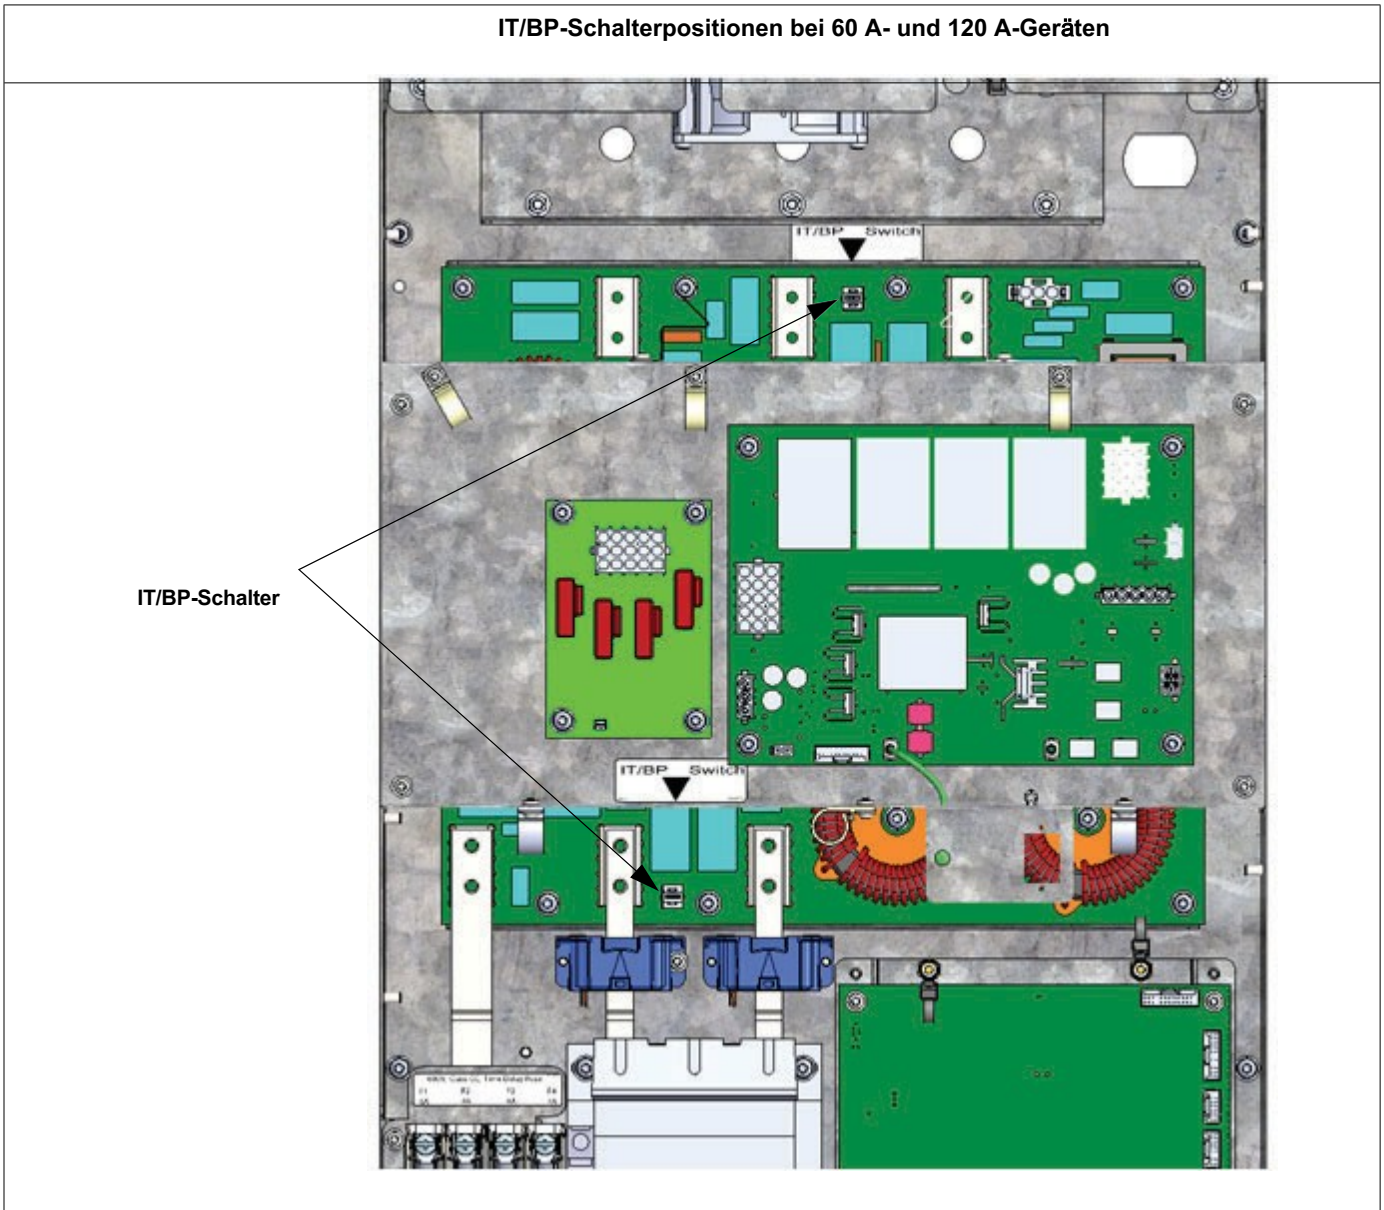 IT/BP-Schalterpositionen bei 60 A- und 120 A-Geräten
IT/BP Switch
IT/BP-Schalter
IT/BP Switch